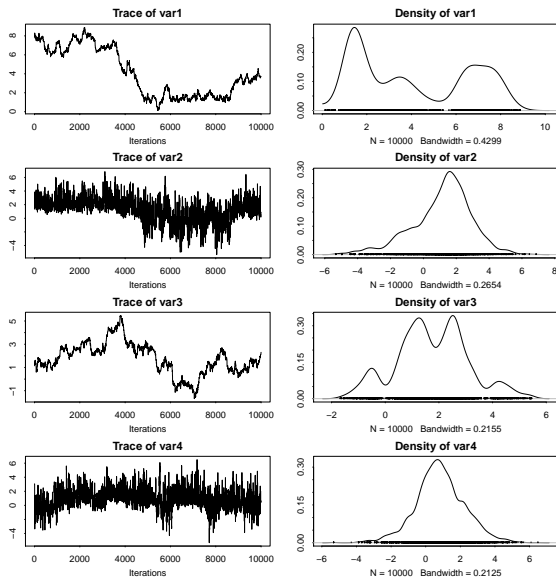 Trace of var1
8
6
4
2
0
0 2000 4000 6000 8000 10000
Iterations
Density of var1
0.20
0.10
0.00
0 2 4 6 8 10
N = 10000 Bandwidth = 0.4299
Trace of var2
6
4
2
0
−4
0 2000 4000 6000 8000 10000
Iterations
Density of var2
0.30
0.20
0.10
0.00
−6 −4 −2 0 2 4 6 8
N = 10000 Bandwidth = 0.2654
Trace of var3
5
3
1
−1
0 2000 4000 6000 8000 10000
Iterations
Density of var3
0.30
0.20
0.10
0.00
−2 0 2 4 6
N = 10000 Bandwidth = 0.2155
Trace of var4
6
4
2
0
−4
0 2000 4000 6000 8000 10000
Iterations
Density of var4
0.30
0.15
0.00
−6 −4 −2 0 2 4 6
N = 10000 Bandwidth = 0.2125